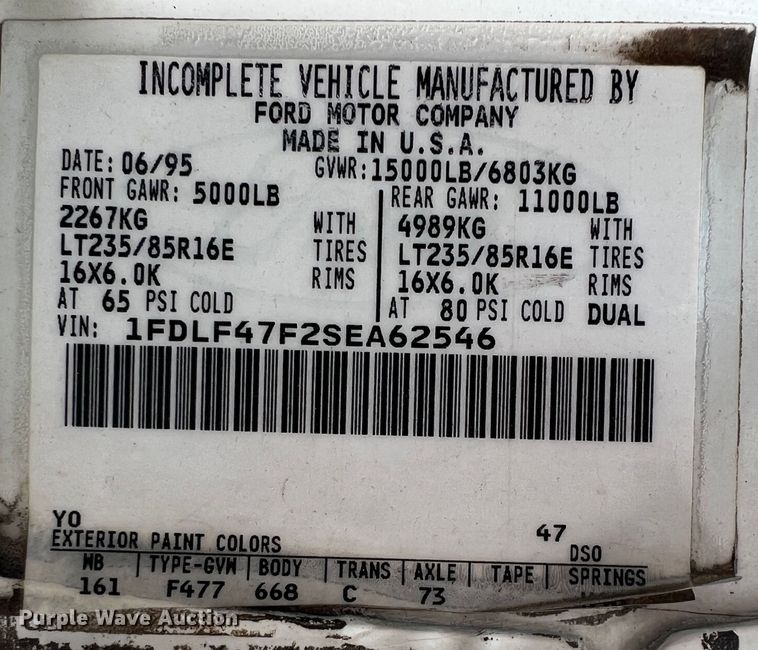 INCOMPLETE VEHICLE MANUFACTURED BY
FORD MOTOR COMPANY
MADE IN U.S.A.
DATE: 06/95 GVWR:15000LB/6803KG
FRONT GAWR: 5000LB REAR GAWR: 11000LB
2267KG WITH 4989KG WITH
LT235/85R16E TIRES LT235/85R16E TIRES
16X6.0K RIMS 16X6.0K RIMS
AT 65 PSI COLD AT 80 PSI COLD DUAL
VIN: 1FDLF47F2SEA62546
YO 47
EXTERIOR PAINT COLORS DSO
WB TYPE-GVW BODY TRANS AXLE TAPE SPRINGS
161 F477 668 C 73
Purple Wave Auction